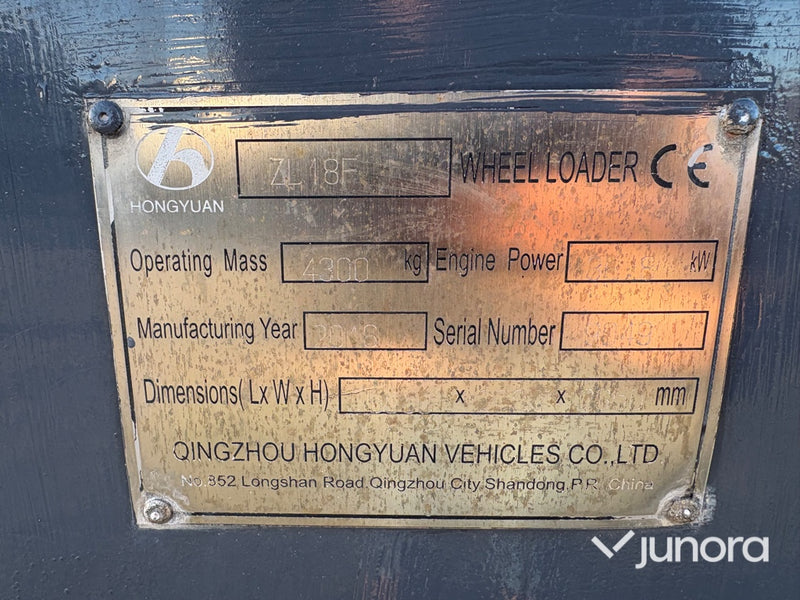 HONGYUAN
ZL18F WHEEL LOADER CE
Operating Mass 4300 kg Engine Power kW
Manufacturing Year Serial Number
Dimensions( Lx W x H) x x mm
QINGZHOU HONGYUAN VEHICLES CO.,LTD
No.852 Longshan Road Qingzhou City Shandong.P.R. China
junora